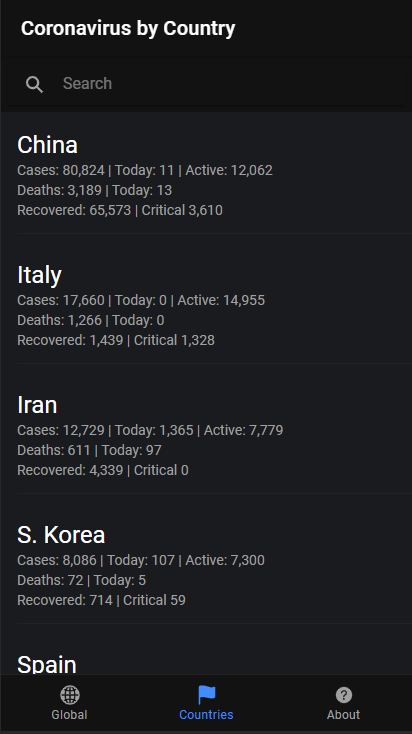 Coronavirus by Country
Search
China
Cases: 80,824 | Today: 11 | Active: 12,062
Deaths: 3,189 | Today: 13
Recovered: 65,573 | Critical 3,610
Italy
Cases: 17,660 | Today: 0 | Active: 14,955
Deaths: 1,266 | Today: 0
Recovered: 1,439 | Critical 1,328
Iran
Cases: 12,729 | Today: 1,365 | Active: 7,779
Deaths: 611 | Today: 97
Recovered: 4,339 | Critical 0
S. Korea
Cases: 8,086 | Today: 107 | Active: 7,300
Deaths: 72 | Today: 5
Recovered: 714 | Critical 59
Spain
Global Countries About